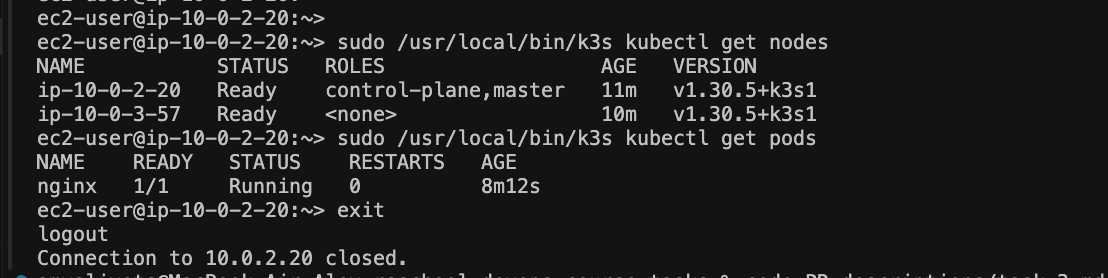 ec2-user@ip-10-0-2-20:~>
ec2-user@ip-10-0-2-20:~> sudo /usr/local/bin/k3s kubectl get nodes
NAME STATUS ROLES AGE VERSION
ip-10-0-2-20 Ready control-plane,master 11m v1.30.5+k3s1
ip-10-0-3-57 Ready <none> 10m v1.30.5+k3s1
ec2-user@ip-10-0-2-20:~> sudo /usr/local/bin/k3s kubectl get pods
NAME READY STATUS RESTARTS AGE
nginx 1/1 Running 0 8m12s
ec2-user@ip-10-0-2-20:~> exit
logout
Connection to 10.0.2.20 closed.